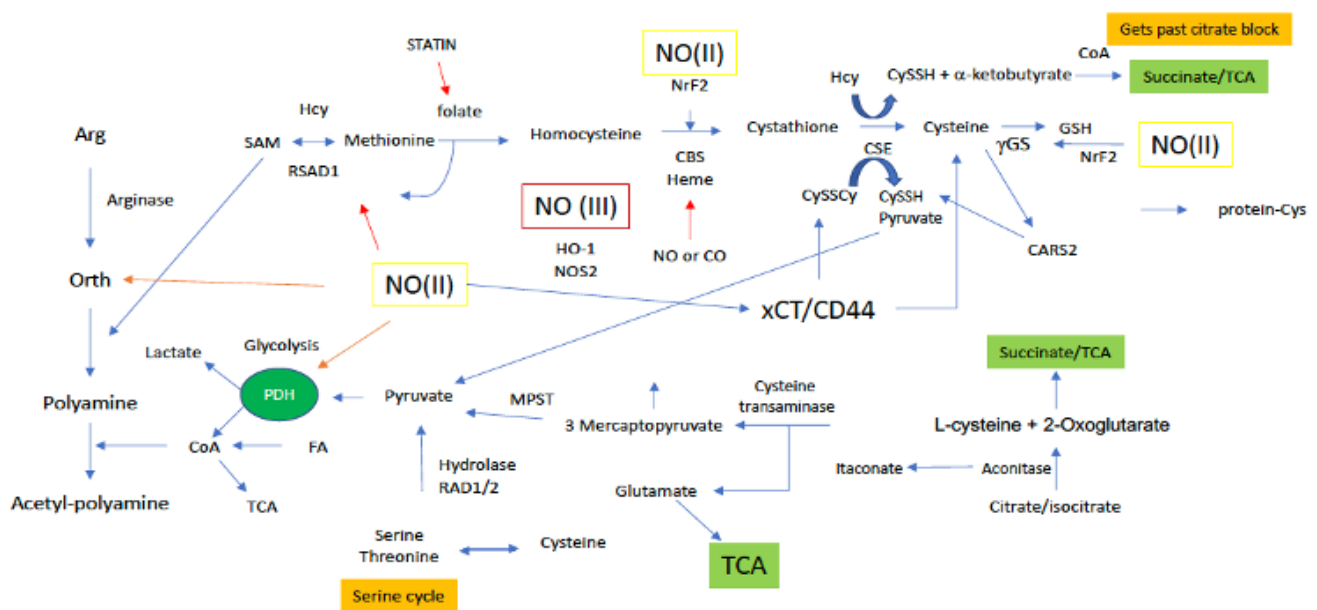 Gets past citrate block
STATIN
NO(II)
CoA
NrF2
Hcy
CySSH + α-ketobutyrate
Succinate/TCA
Hcy
folate
Arg
SAM
Methionine
Homocysteine
Cystathione
Cysteine
GSH
γGS
NrF2
NO(II)
RSAD1
CBS
Heme
CSE
Arginase
NO (III)
CySSCy
CySSH
Pyruvate
protein-Cys
HO-1
NOS2
NO or CO
CARS2
Orth
NO(II)
xCT/CD44
Lactate
Glycolysis
Succinate/TCA
PDH
Pyruvate
MPST
Cysteine
transaminase
Polyamine
3 Mercaptopyruvate
L-cysteine + 2-Oxoglutarate
CoA
FA
Hydrolase
RAD1/2
Itaconate
Aconitase
Glutamate
Acetyl-polyamine
TCA
Citrate/isocitrate
Serine
Threonine
Cysteine
TCA
Serine cycle